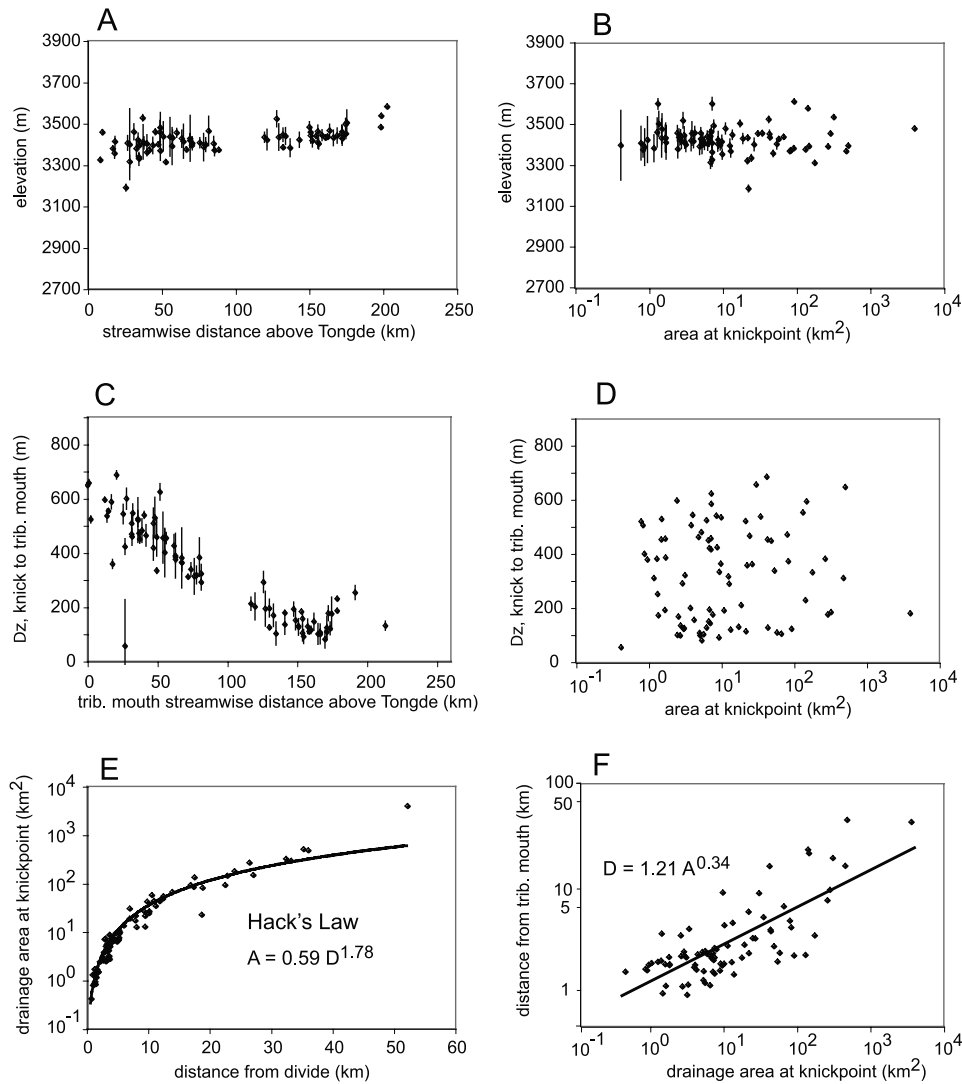 A
3900
3700
3500
3300
3100
2900
2700
elevation (m)
0 50 100 150 200 250
streamwise distance above Tongde (km)
B
3900
3700
3500
3300
3100
2900
2700
elevation (m)
10-1 100 101 102 103 104
area at knickpoint (km2)
C
800
600
400
200
0
Dz, knick to trib. mouth (m)
0 50 100 150 200 250
trib. mouth streamwise distance above Tongde (km)
D
800
600
400
200
0
Dz, knick to trib. mouth (m)
10-1 100 101 102 103 104
area at knickpoint (km2)
E
104
103
102
101
100
10-1
drainage area at knickpoint (km2)
Hack's Law
A = 0.59 D1.78
0 10 20 30 40 50 60
distance from divide (km)
F
100
50
10
5
1
distance from trib. mouth (km)
D = 1.21 A0.34
10-1 100 101 102 103 104
drainage area at knickpoint (km2)